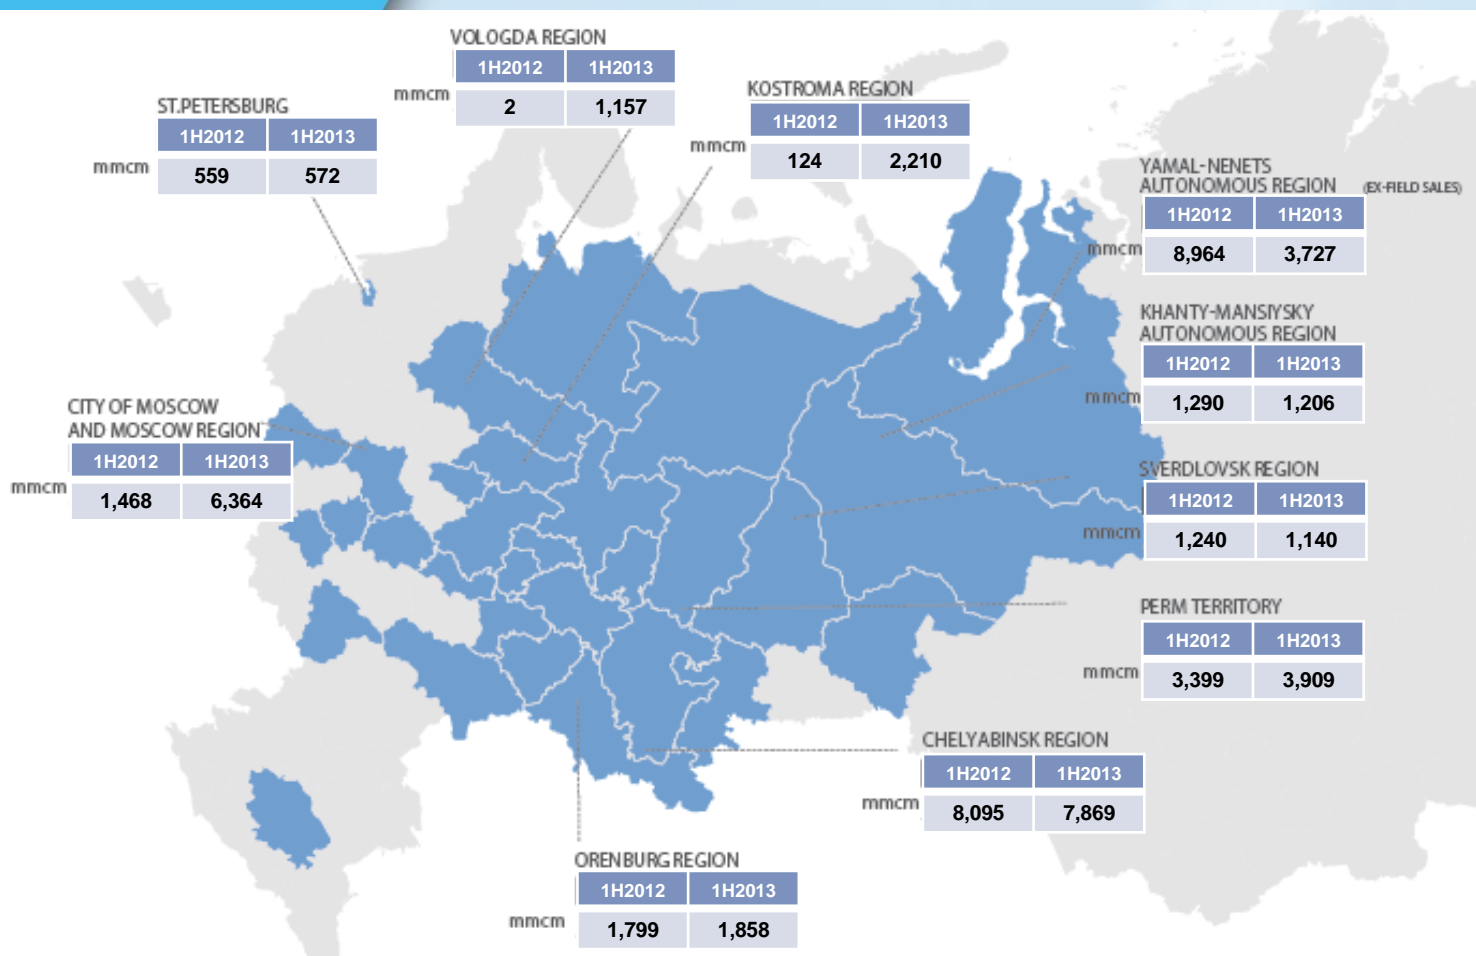 VOLOGDA REGION
1H2012 1H2013
mmcm 2 1,157
KOSTROMA REGION
1H2012 1H2013
mmcm 124 2,210
ST.PETERSBURG
1H2012 1H2013
mmcm 559 572
YAMAL-NENETS
AUTONOMOUS REGION (EX-FIELD SALES)
1H2012 1H2013
mmcm 8,964 3,727
KHANTY-MANSIYSKY
AUTONOMOUS REGION
1H2012 1H2013
mmcm 1,290 1,206
CITY OF MOSCOW
AND MOSCOW REGION
1H2012 1H2013
mmcm 1,468 6,364
SVERDLOVSK REGION
1H2012 1H2013
mmcm 1,240 1,140
PERM TERRITORY
1H2012 1H2013
mmcm 3,399 3,909
CHELYABINSK REGION
1H2012 1H2013
mmcm 8,095 7,869
ORENBURG REGION
1H2012 1H2013
mmcm 1,799 1,858